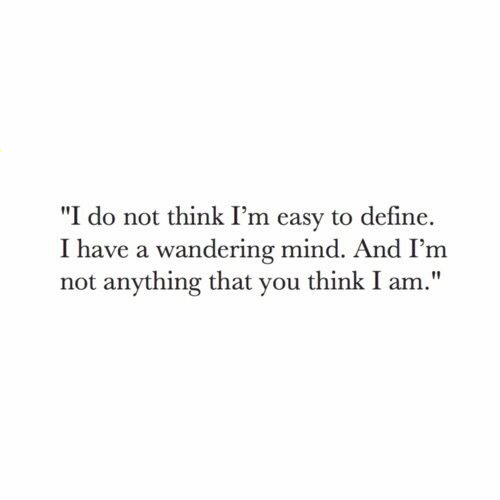 "I do not think I’m easy to define.
I have a wandering mind. And I’m
not anything that you think I am."